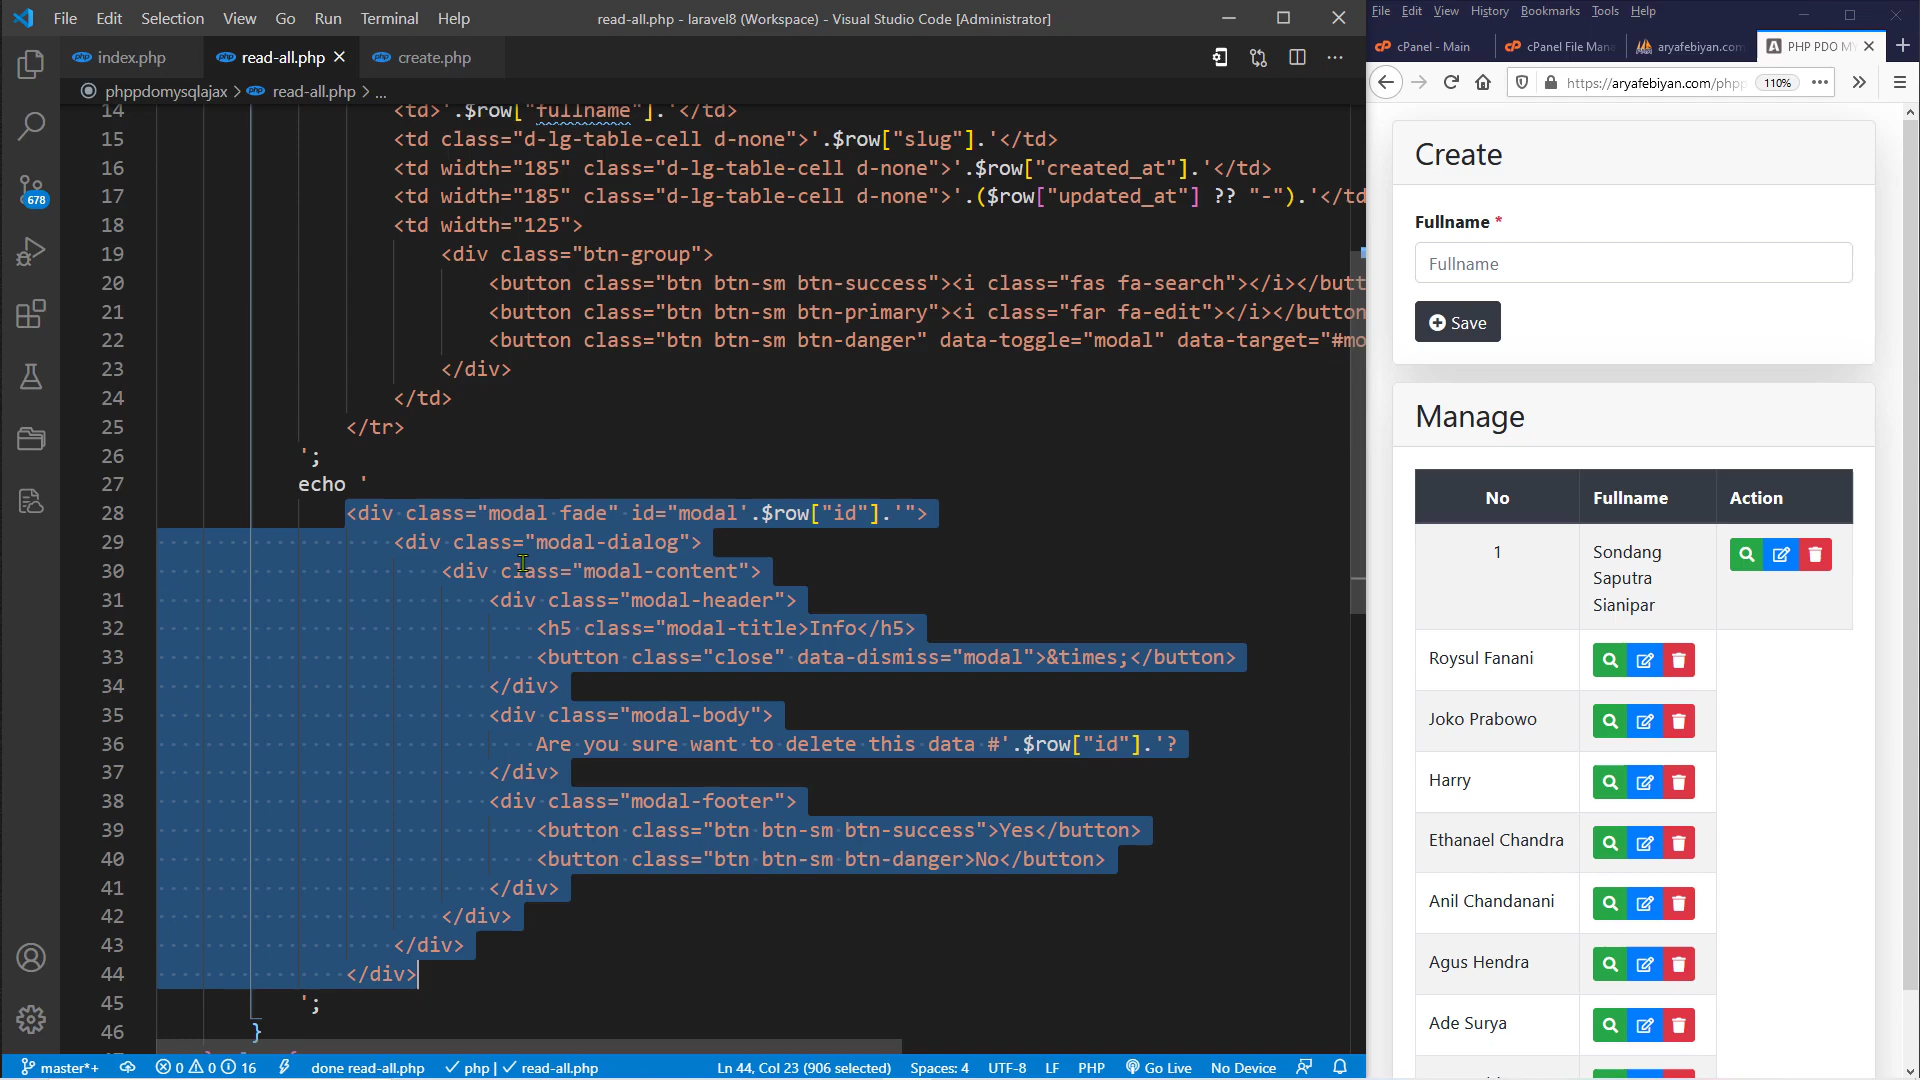 File Edit Selection View Go Run Terminal Help
read-all.php - laravel8 (Workspace) - Visual Studio Code [Administrator]
index.php
read-all.php
create.php
phppdomysqlajax > read-all.php > ...
678
14 <td>'.$row["fullname"].'</td>
15 <td class="d-lg-table-cell d-none">'.$row["slug"].'</td>
16 <td width="185" class="d-lg-table-cell d-none">'.$row["created_at"].'</td>
17 <td width="185" class="d-lg-table-cell d-none">'.($row["updated_at"] ?? "-").'</td
18 <td width="125">
19 <div class="btn-group">
20 <button class="btn btn-sm btn-success"><i class="fas fa-search"></i></butt
21 <button class="btn btn-sm btn-primary"><i class="far fa-edit"></i></button
22 <button class="btn btn-sm btn-danger" data-toggle="modal" data-target="#mo
23 </div>
24 </td>
25 </tr>
26 ';
27 echo '
28 <div class="modal fade" id="modal'.$row["id"].'">
29 <div class="modal-dialog">
30 <div class="modal-content">
31 <div class="modal-header">
32 <h5 class="modal-title>Info</h5>
33 <button class="close" data-dismiss="modal">&times;</button>
34 </div>
35 <div class="modal-body">
36 Are you sure want to delete this data #'.$row["id"].'?
37 </div>
38 <div class="modal-footer">
39 <button class="btn btn-sm btn-success">Yes</button>
40 <button class="btn btn-sm btn-danger>No</button>
41 </div>
42 </div>
43 </div>
44 </div>
45 ';
46 }
master*+ 0 0 16 done read-all.php php | read-all.php Ln 44, Col 23 (906 selected) Spaces: 4 UTF-8 LF PHP Go Live No Device
File Edit View History Bookmarks Tools Help
cPanel - Main
cPanel File Mana
aryafebiyan.com
PHP PDO MY
https://aryafebiyan.com/phpp 110%
Create
Fullname *
Fullname
Save
Manage
No Fullname Action
1 Sondang
Saputra
Sianipar
Roysul Fanani
Joko Prabowo
Harry
Ethanael Chandra
Anil Chandanani
Agus Hendra
Ade Surya